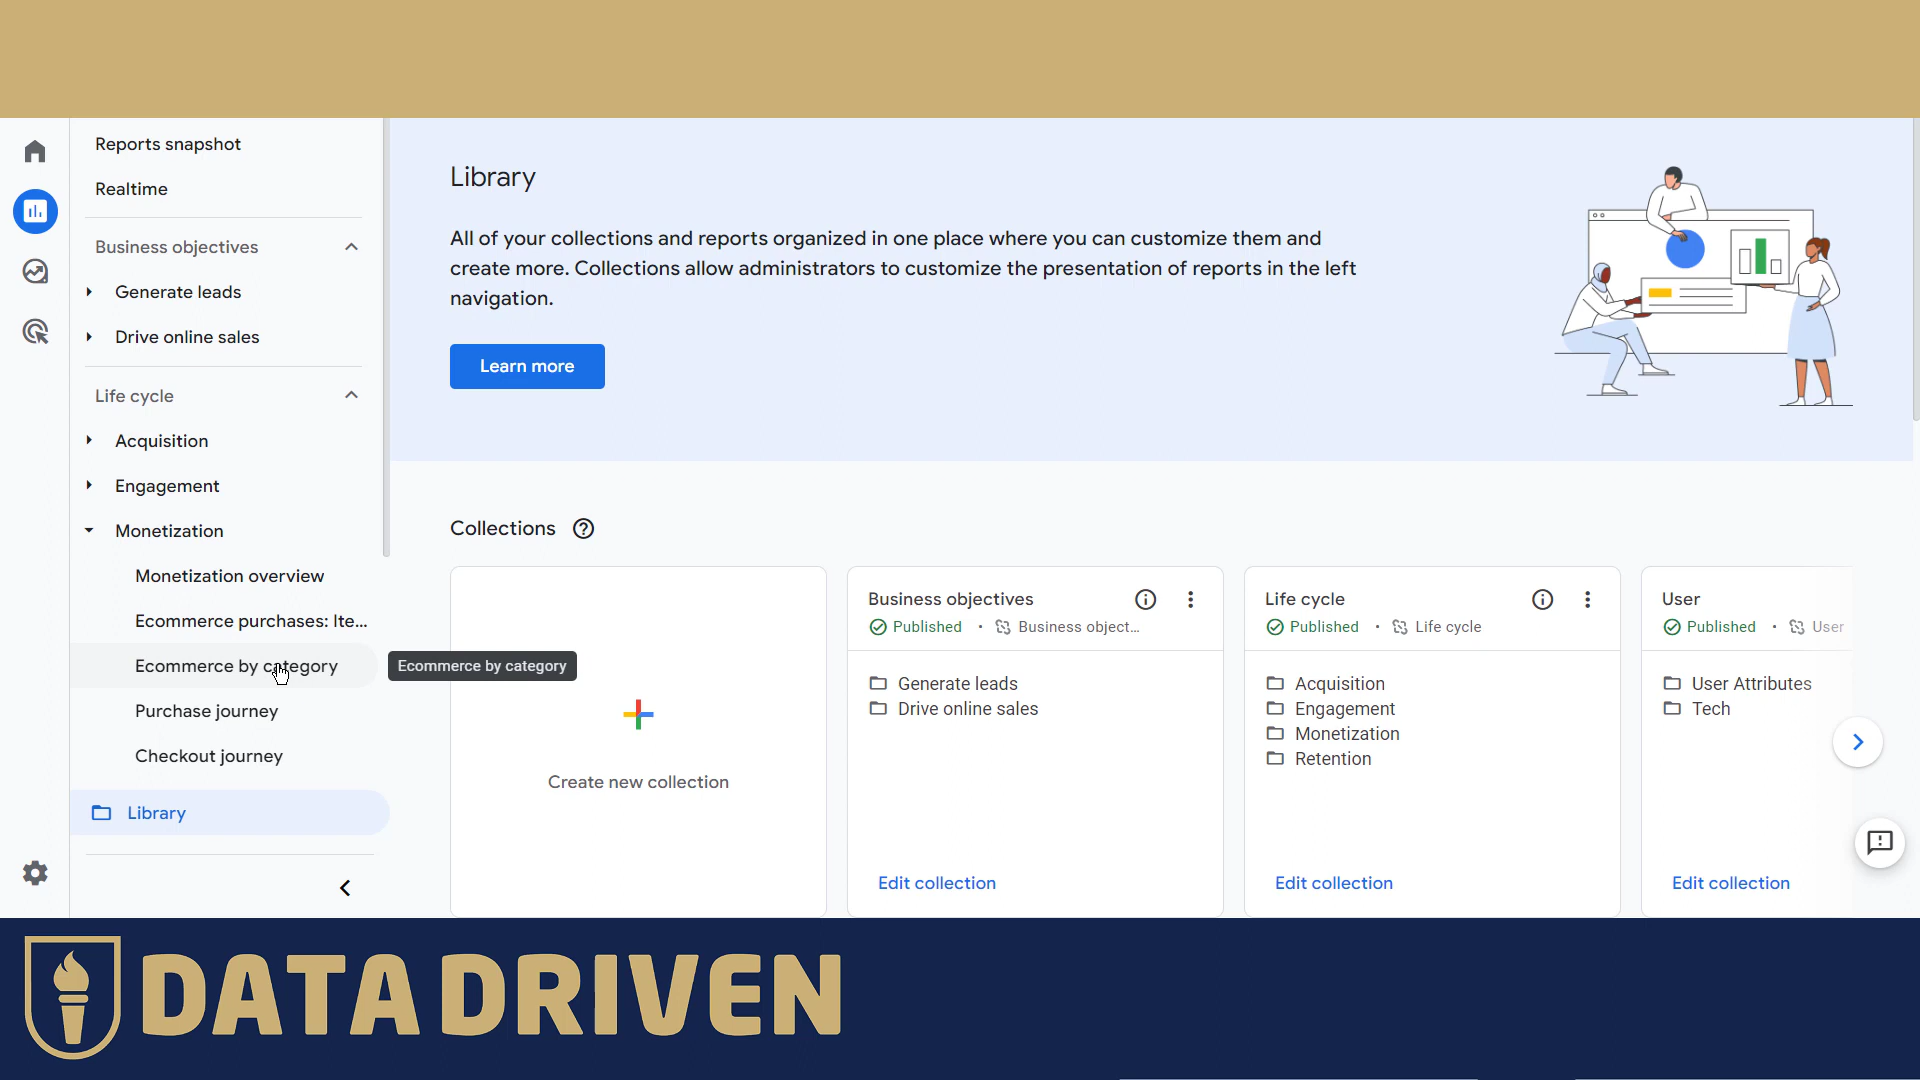 Reports snapshot
Realtime
Business objectives
Generate leads
Drive online sales
Life cycle
Acquisition
Engagement
Monetization
Monetization overview
Ecommerce purchases: Ite...
Ecommerce by category
Purchase journey
Checkout journey
Library
Ecommerce by category
Library
All of your collections and reports organized in one place where you can customize them and
create more. Collections allow administrators to customize the presentation of reports in the left
navigation.
Learn more
Collections
Create new collection
Business objectives
Published • Business object...
Generate leads
Drive online sales
Edit collection
Life cycle
Published • Life cycle
Acquisition
Engagement
Monetization
Retention
Edit collection
User
Published • User
User Attributes
Tech
Edit collection
DATA DRIVEN